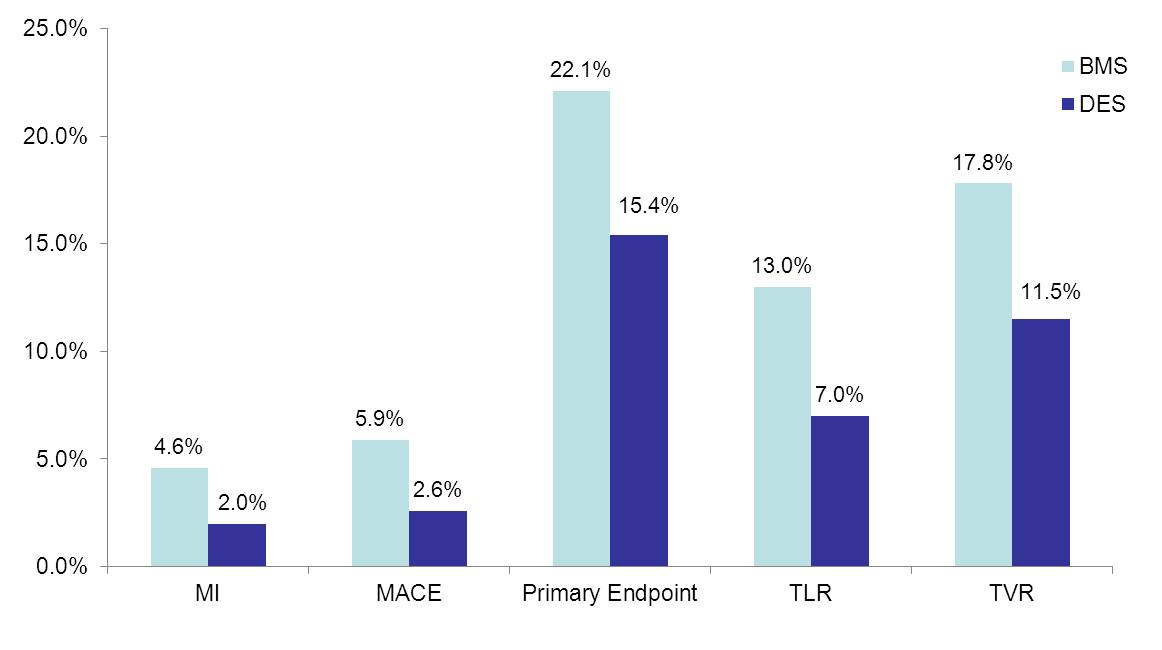 25.0%
20.0%
15.0%
10.0%
5.0%
0.0%
4.6%
2.0%
5.9%
2.6%
22.1%
15.4%
13.0%
7.0%
17.8%
11.5%
MI
MACE
Primary Endpoint
TLR
TVR
BMS
DES